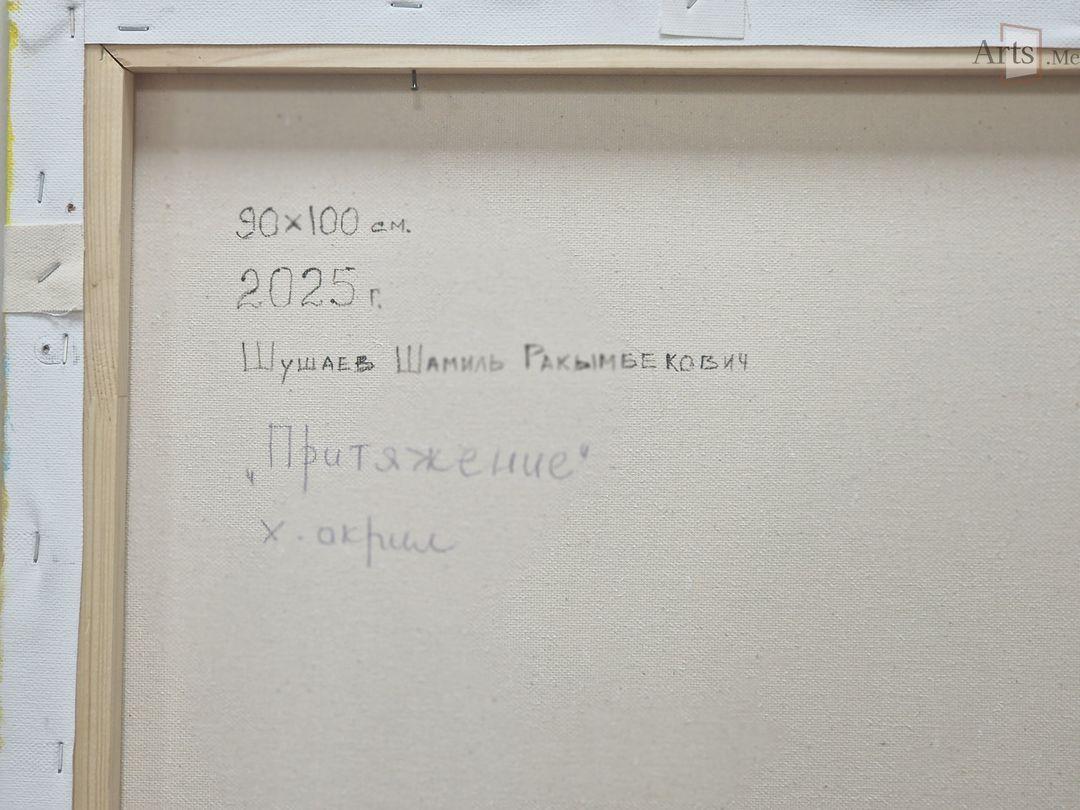 Arts.Me
90×100 см.
2025 г.
Шушаев Шамиль Ракымбекович
„Притяжение"
х. акрил